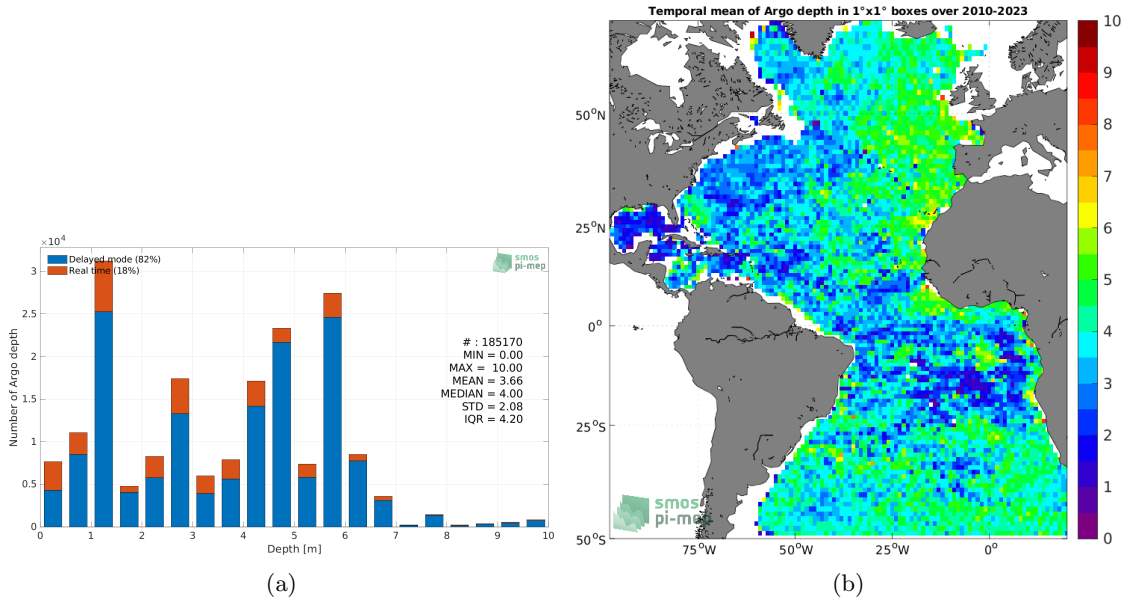 Temporal mean of Argo depth in 1°x1° boxes over 2010-2023
×10⁴
Delayed mode (82%)
Real time (18%)
smos
pi-mep
# : 185170
MIN = 0.00
MAX = 10.00
MEAN = 3.66
MEDIAN = 4.00
STD = 2.08
IQR = 4.20
Number of Argo depth
3
2.5
2
1.5
1
0.5
0
0 1 2 3 4 5 6 7 8 9 10
Depth [m]
(a)
50°N
25°N
0°
25°S
50°S
75°W 50°W 25°W 0°
smos
pi-mep
10
9
8
7
6
5
4
3
2
1
0
(b)